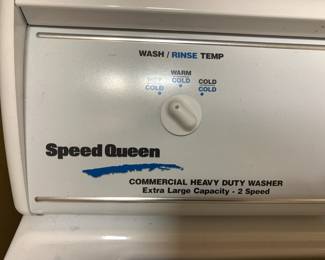 WASH / RINSE TEMP
WARM
COLD COLD COLD
COLD
Speed Queen
COMMERCIAL HEAVY DUTY WASHER
Extra Large Capacity - 2 Speed